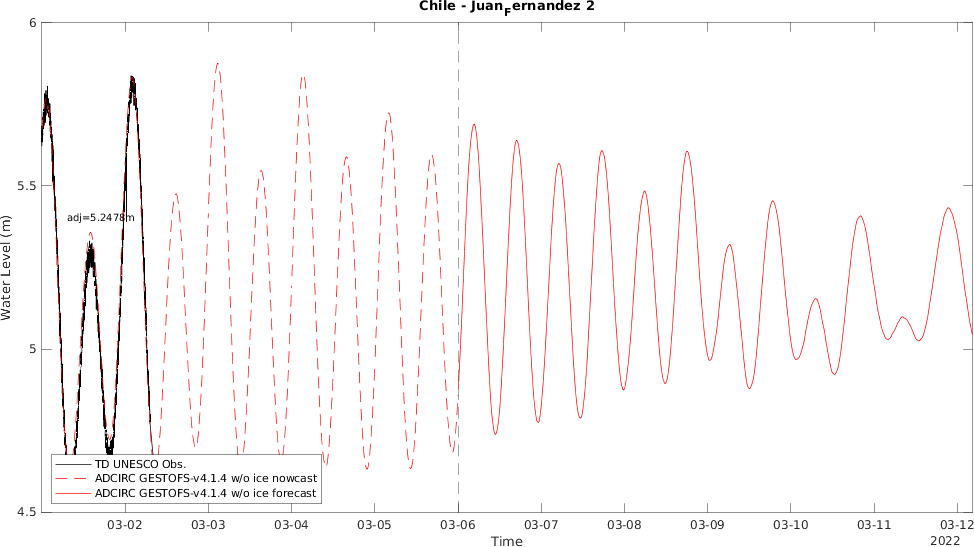 Chile - JuanFernandez 2
6
5.5
5
4.5
Water Level (m)
adj=5.2478m
TD UNESCO Obs.
ADCIRC GESTOFS-v4.1.4 w/o ice nowcast
ADCIRC GESTOFS-v4.1.4 w/o ice forecast
03-02 03-03 03-04 03-05 03-06 03-07 03-08 03-09 03-10 03-11 03-12
Time
2022